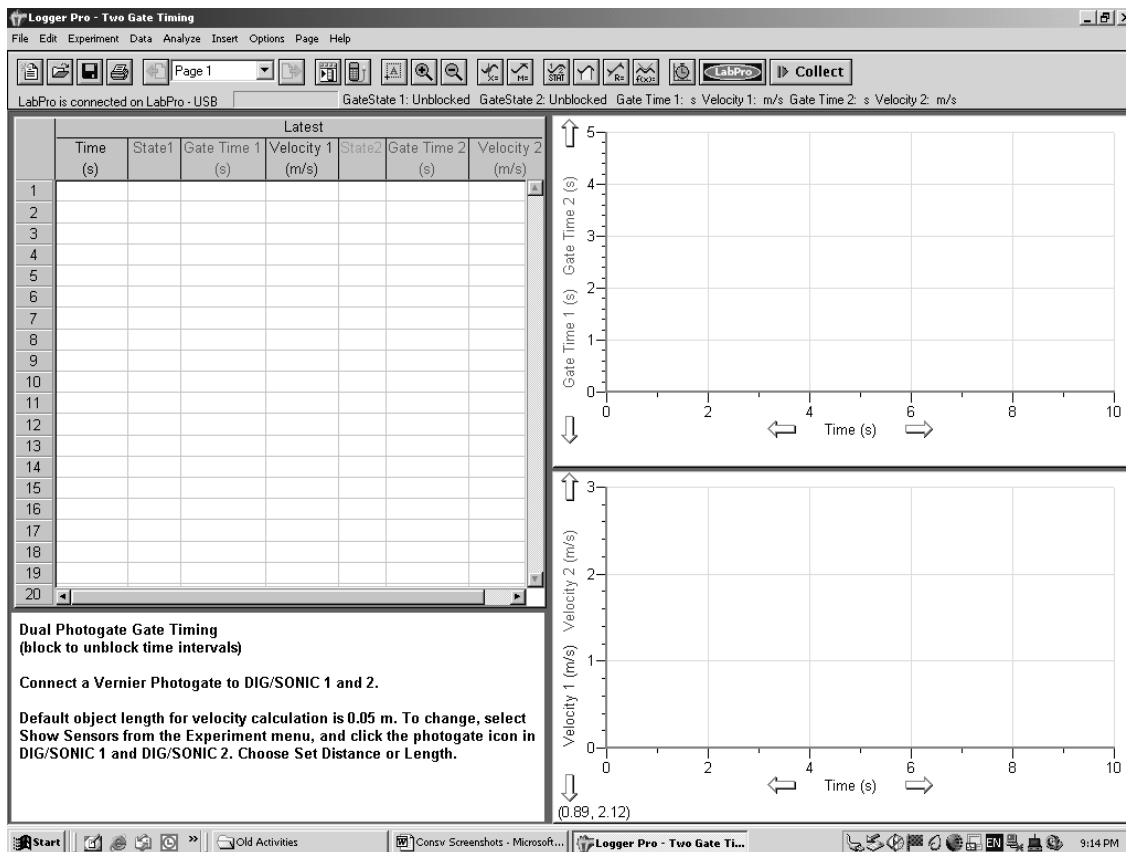 Logger Pro - Two Gate Timing
File Edit Experiment Data Analyze Insert Options Page Help
Page 1
X= M= STAT R= f(x)= LabPro Collect
LabPro is connected on LabPro - USB GateState 1: Unblocked GateState 2: Unblocked Gate Time 1: s Velocity 1: m/s Gate Time 2: s Velocity 2: m/s
Latest
Time State1 Gate Time 1 Velocity 1 State2 Gate Time 2 Velocity 2
(s) (s) (m/s) (s) (m/s)
1
2
3
4
5
6
7
8
9
10
11
12
13
14
15
16
17
18
19
20
Dual Photogate Gate Timing
(block to unblock time intervals)
Connect a Vernier Photogate to DIG/SONIC 1 and 2.
Default object length for velocity calculation is 0.05 m. To change, select
Show Sensors from the Experiment menu, and click the photogate icon in
DIG/SONIC 1 and DIG/SONIC 2. Choose Set Distance or Length.
Gate Time 1 (s) Gate Time 2 (s)
5
4
3
2
1
0
0 2 4 6 8 10
Time (s)
Velocity 1 (m/s) Velocity 2 (m/s)
3
2
1
0
0 2 4 6 8 10
Time (s)
(0.89, 2.12)
Start » Old Activities Consv Screenshots - Microsoft... Logger Pro - Two Gate Ti... EN 9:14 PM